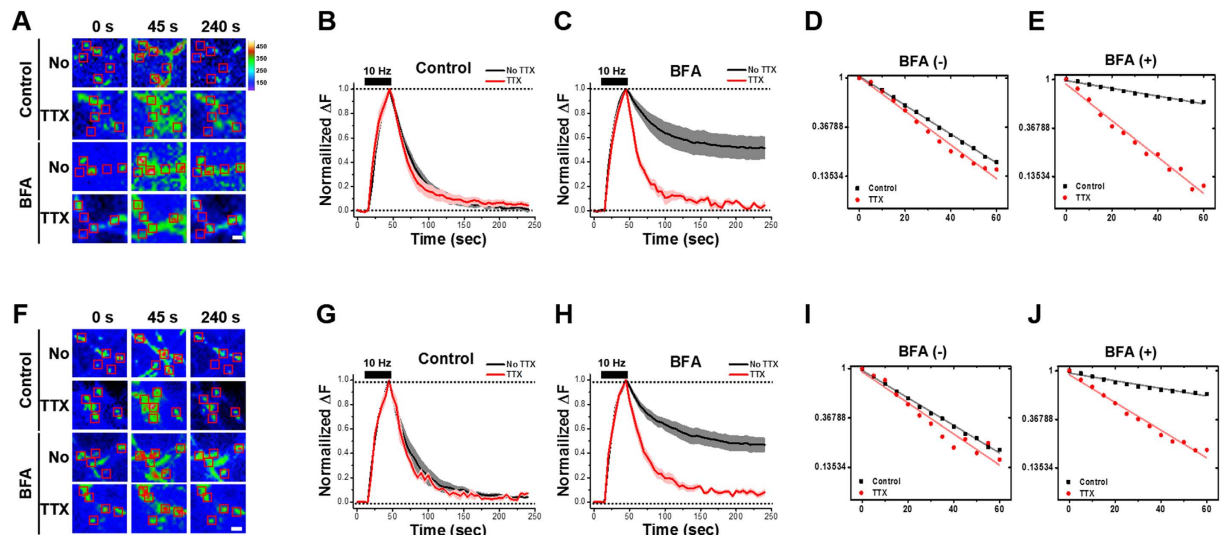 A
0 s 45 s 240 s
Control
No
TTX
BFA
No
TTX
450
350
250
150
B
10 Hz Control
No TTX
TTX
Normallized ΔF
1.0
0.8
0.6
0.4
0.2
0.0
0 50 100 150 200 250
Time (sec)
C
10 Hz BFA
No TTX
TTX
Normallized ΔF
1.0
0.8
0.6
0.4
0.2
0.0
0 50 100 150 200 250
Time (sec)
D
BFA (-)
1
0.36788
0.13534
Control
TTX
0 20 40 60
E
BFA (+)
1
0.36788
0.13534
Control
TTX
0 20 40 60
F
0 s 45 s 240 s
Control
No
TTX
BFA
No
TTX
G
10 Hz Control
No TTX
TTX
Normallized ΔF
1.0
0.8
0.6
0.4
0.2
0.0
0 50 100 150 200 250
Time (sec)
H
10 Hz BFA
No TTX
TTX
Normallized ΔF
1.0
0.8
0.6
0.4
0.2
0.0
0 50 100 150 200 250
Time (sec)
I
BFA (-)
1
0.36788
0.13534
Control
TTX
0 20 40 60
J
BFA (+)
1
0.36788
0.13534
Control
TTX
0 20 40 60